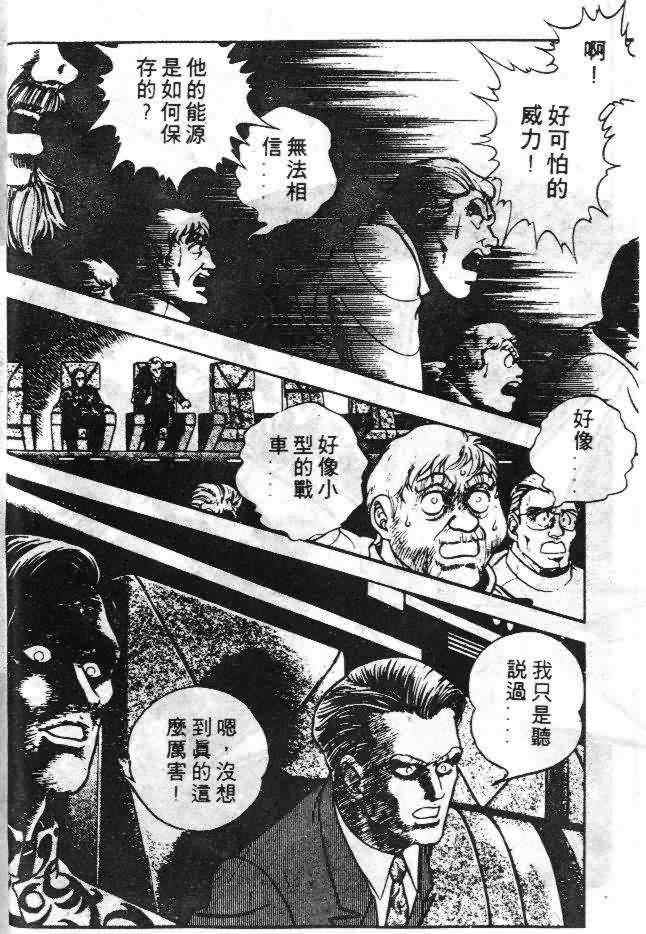 啊！
好可怕的
威力！
無法相
信....
他的能源
是如何保
存的？
好像
....
好像小
型的戰
車....
我只是聽
説過
....
嗯，沒想
到眞的這
麼厲害！